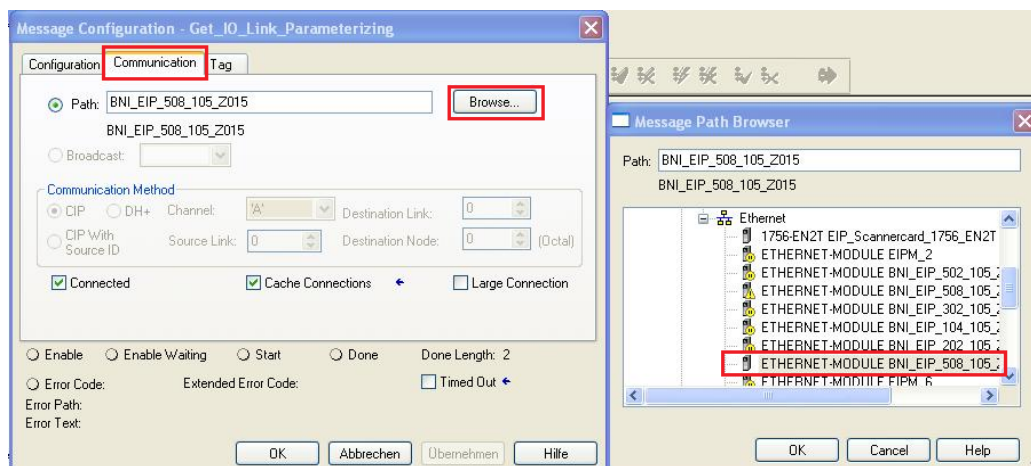 Message Configuration - Get_IO_Link_Parameterizing
Configuration Communication Tag
Path: BNI_EIP_508_105_Z015 Browse...
BNI_EIP_508_105_Z015
Broadcast:
Communication Method
CIP DH+ Channel: 'A' Destination Link: 0
CIP With Source ID Source Link: 0 Destination Node: 0 (Octal)
Connected Cache Connections Large Connection
Enable Enable Waiting Start Done Done Length: 2
Error Code: Extended Error Code: Timed Out
Error Path:
Error Text:
OK Abbrechen Übernehmen Hilfe
Message Path Browser
Path: BNI_EIP_508_105_Z015
BNI_EIP_508_105_Z015
Ethernet
1756-EN2T EIP_Scannercard_1756_EN2T
ETHERNET-MODULE EIPM_2
ETHERNET-MODULE BNI_EIP_502_105_
ETHERNET-MODULE BNI_EIP_508_105_
ETHERNET-MODULE BNI_EIP_302_105_
ETHERNET-MODULE BNI_EIP_104_105_
ETHERNET-MODULE BNI_EIP_202_105_
ETHERNET-MODULE BNI_EIP_508_105_
ETHERNET-MODULE EIPM_6
OK Cancel Help